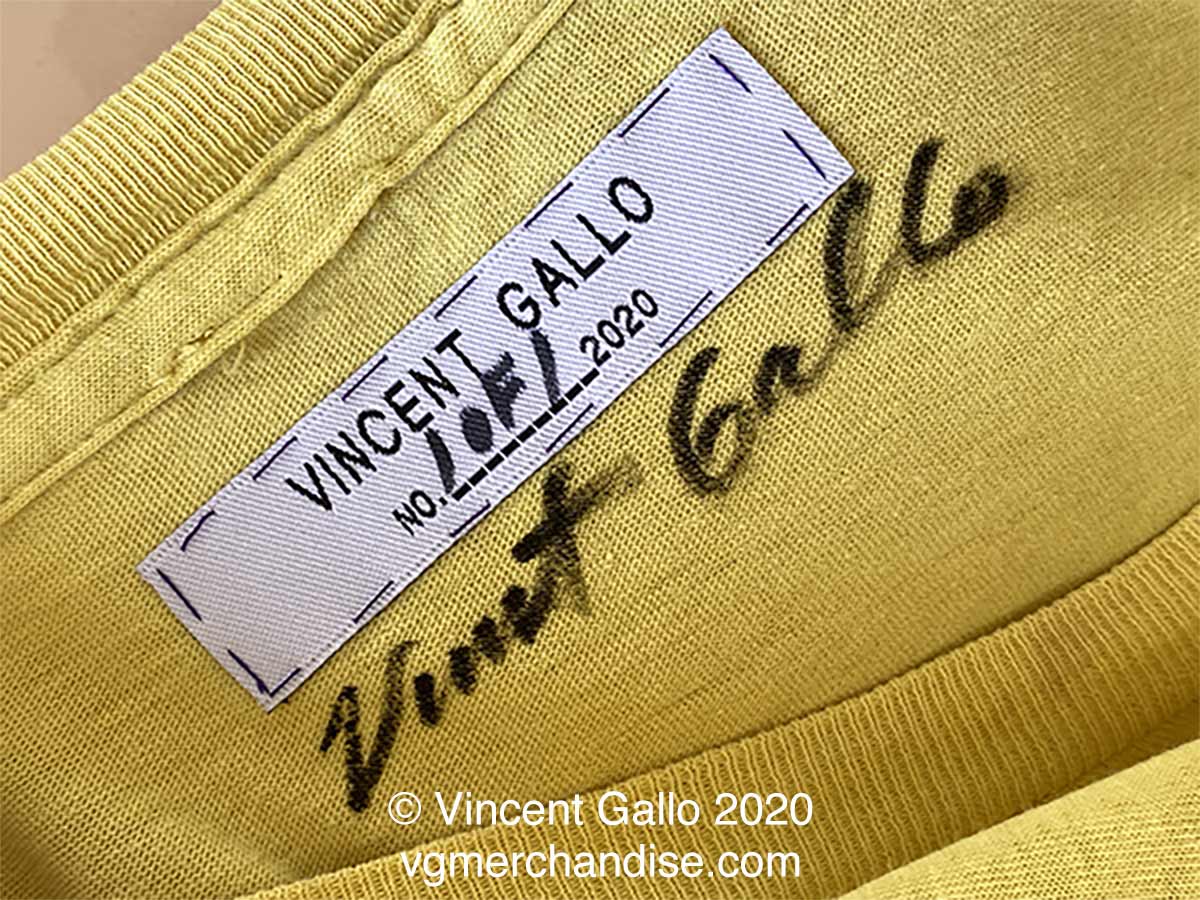 VINCENT GALLO
NO. 1 OF 1 2020
Vincent Gallo
© Vincent Gallo 2020
vgmerchandise.com